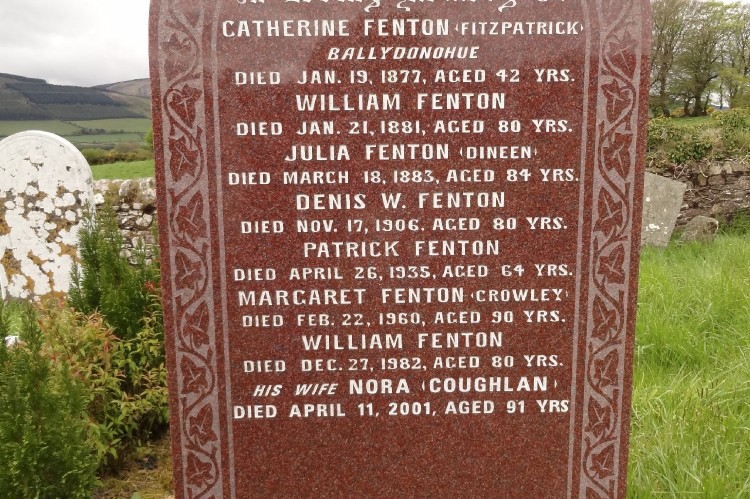 In Loving Memory of
CATHERINE FENTON (FITZPATRICK)
BALLYDONOHUE
DIED JAN. 19, 1877, AGED 42 YRS.
WILLIAM FENTON
DIED JAN. 21, 1881, AGED 80 YRS.
JULIA FENTON (DINEEN)
DIED MARCH 18, 1883, AGED 84 YRS.
DENIS W. FENTON
DIED NOV. 17, 1906, AGED 80 YRS.
PATRICK FENTON
DIED APRIL 26, 1935, AGED 64 YRS.
MARGARET FENTON (CROWLEY)
DIED FEB. 22, 1960, AGED 90 YRS.
WILLIAM FENTON
DIED DEC. 27, 1982, AGED 80 YRS.
HIS WIFE NORA (COUGHLAN)
DIED APRIL 11, 2001, AGED 91 YRS